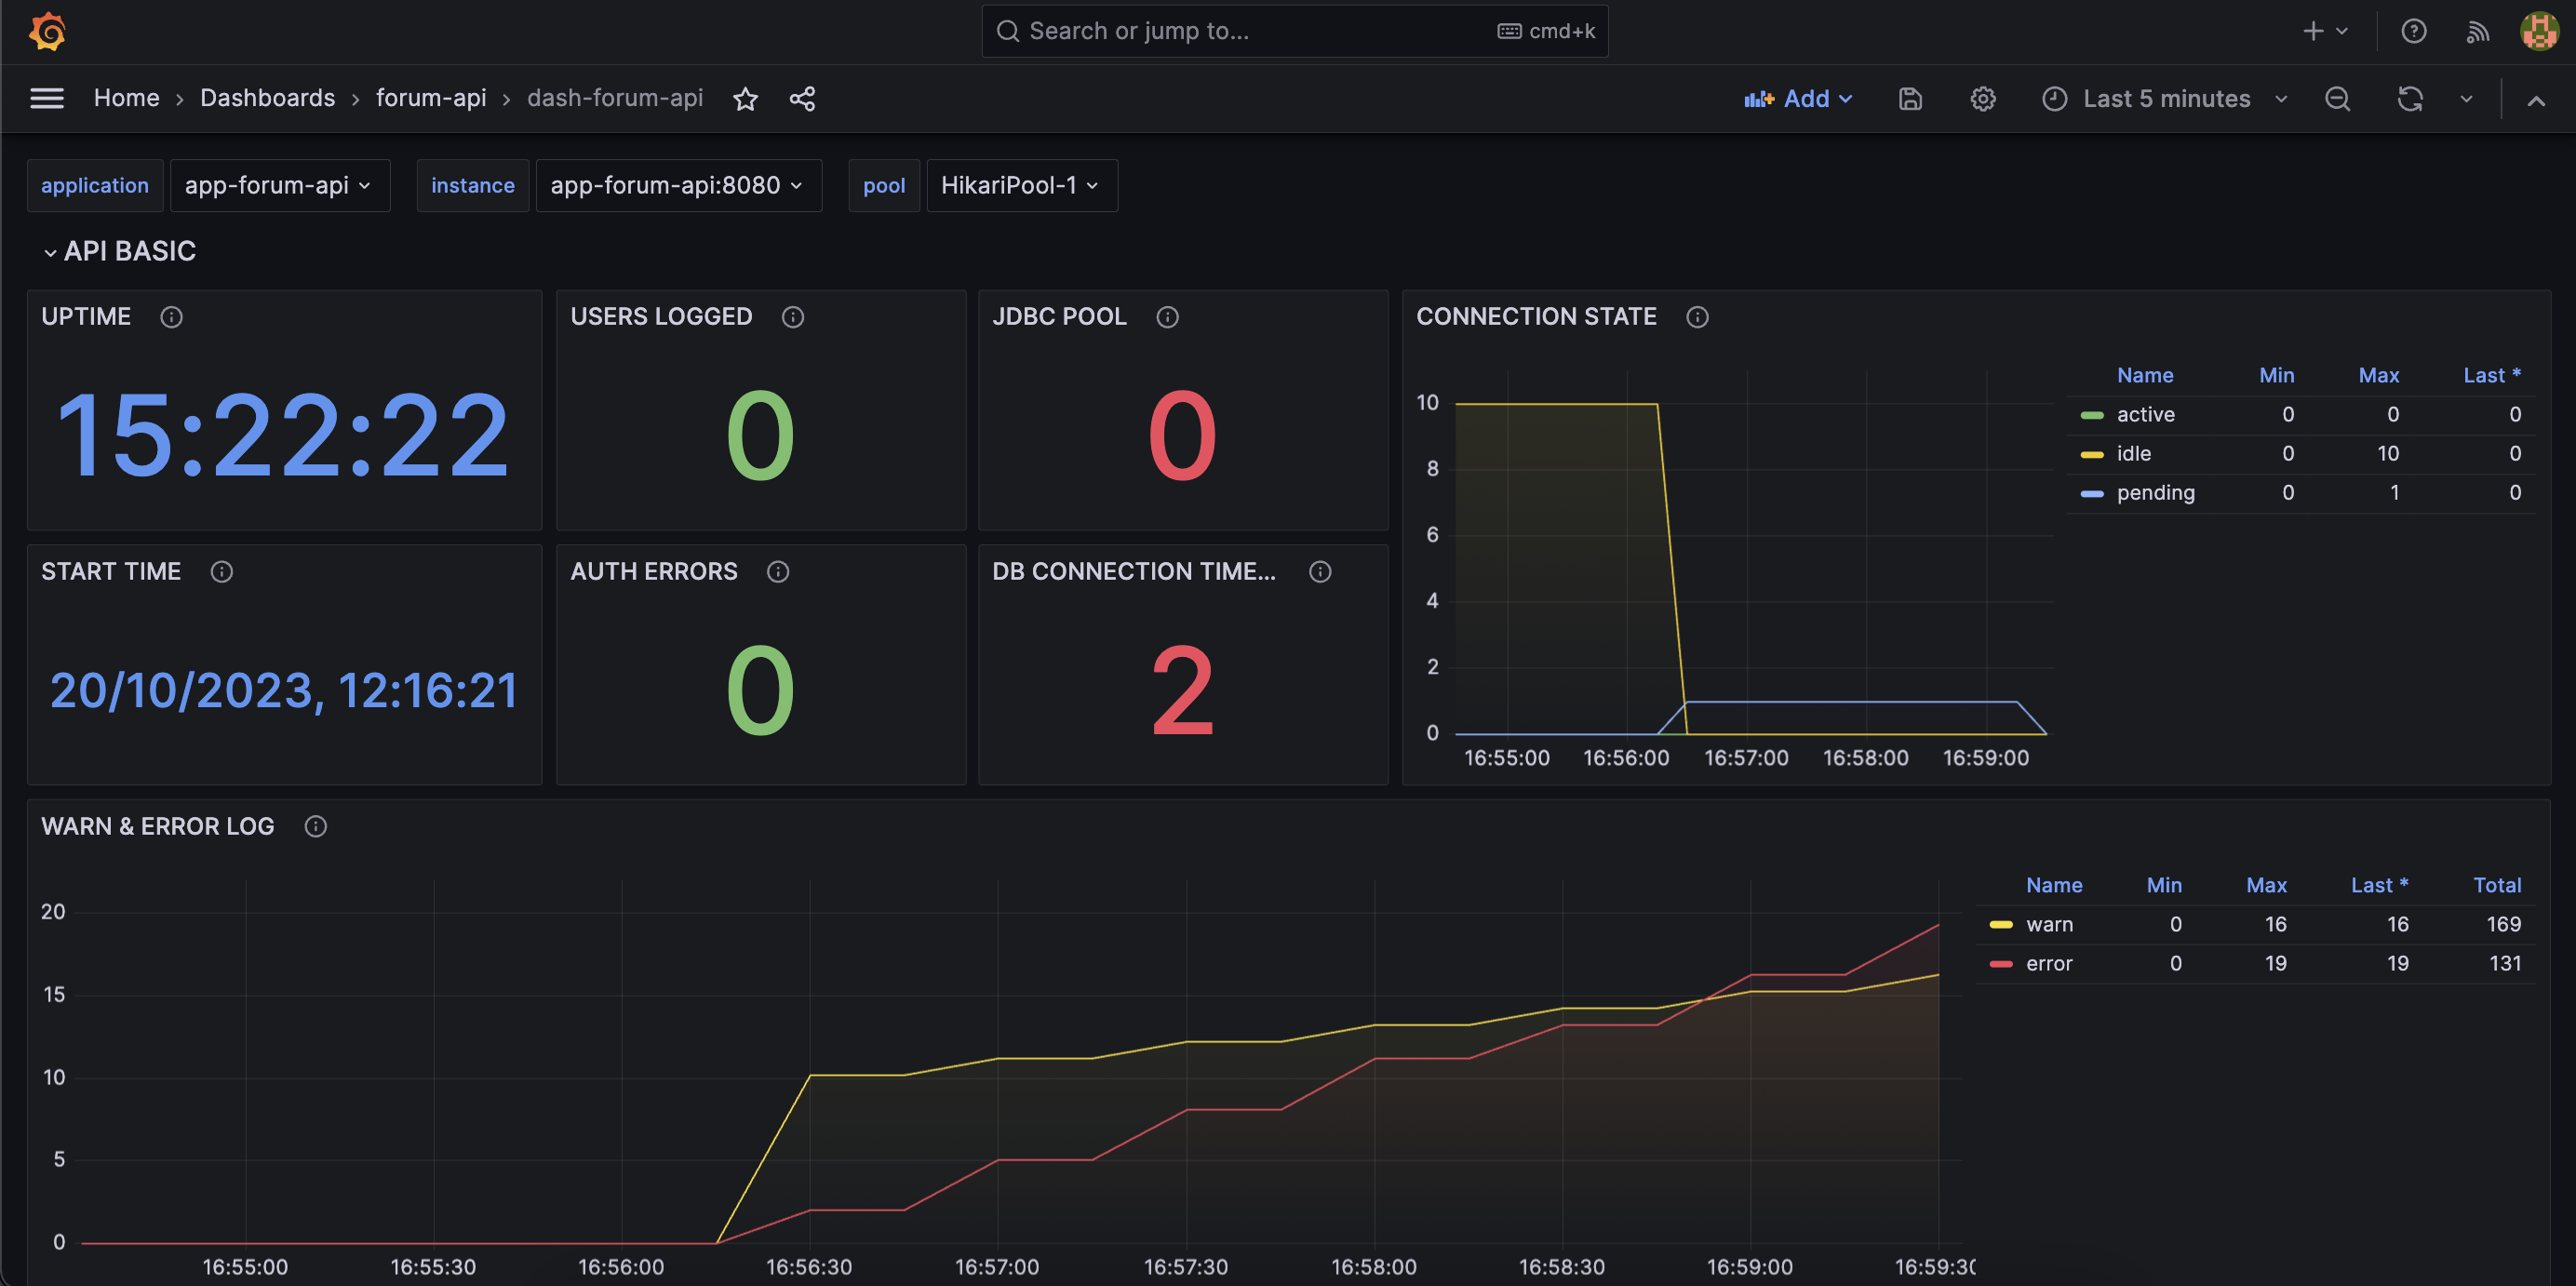 Search or jump to... cmd+k
Home › Dashboards › forum-api › dash-forum-api
Add
Last 5 minutes
application app-forum-api instance app-forum-api:8080 pool HikariPool-1
API BASIC
UPTIME
15:22:22
USERS LOGGED
0
JDBC POOL
0
CONNECTION STATE
10
8
6
4
2
0
16:55:00 16:56:00 16:57:00 16:58:00 16:59:00
Name Min Max Last *
active 0 0 0
idle 0 10 0
pending 0 1 0
START TIME
20/10/2023, 12:16:21
AUTH ERRORS
0
DB CONNECTION TIME...
2
WARN & ERROR LOG
20
15
10
5
0
16:55:00 16:55:30 16:56:00 16:56:30 16:57:00 16:57:30 16:58:00 16:58:30 16:59:00 16:59:30
Name Min Max Last * Total
warn 0 16 16 169
error 0 19 19 131